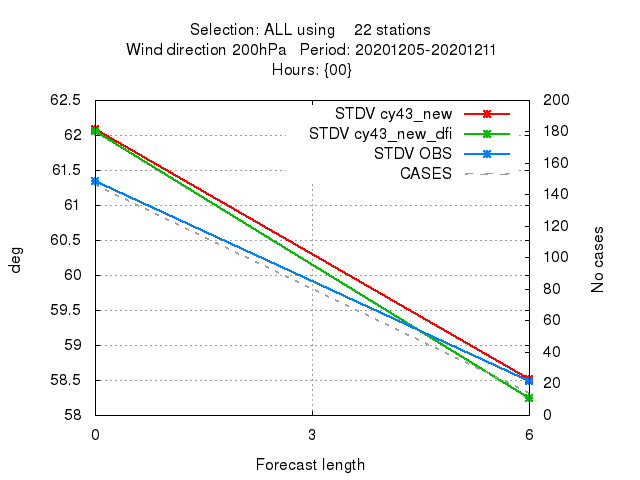 Selection: ALL using    22 stations
Wind direction 200hPa   Period: 20201205-20201211
Hours: {00}
62.5
62
61.5
61
60.5
60
59.5
59
58.5
58
200
180
160
140
120
100
80
60
40
20
0
STDV cy43_new
STDV cy43_new_dfi
STDV OBS
CASES
deg
No cases
0
3
6
Forecast length